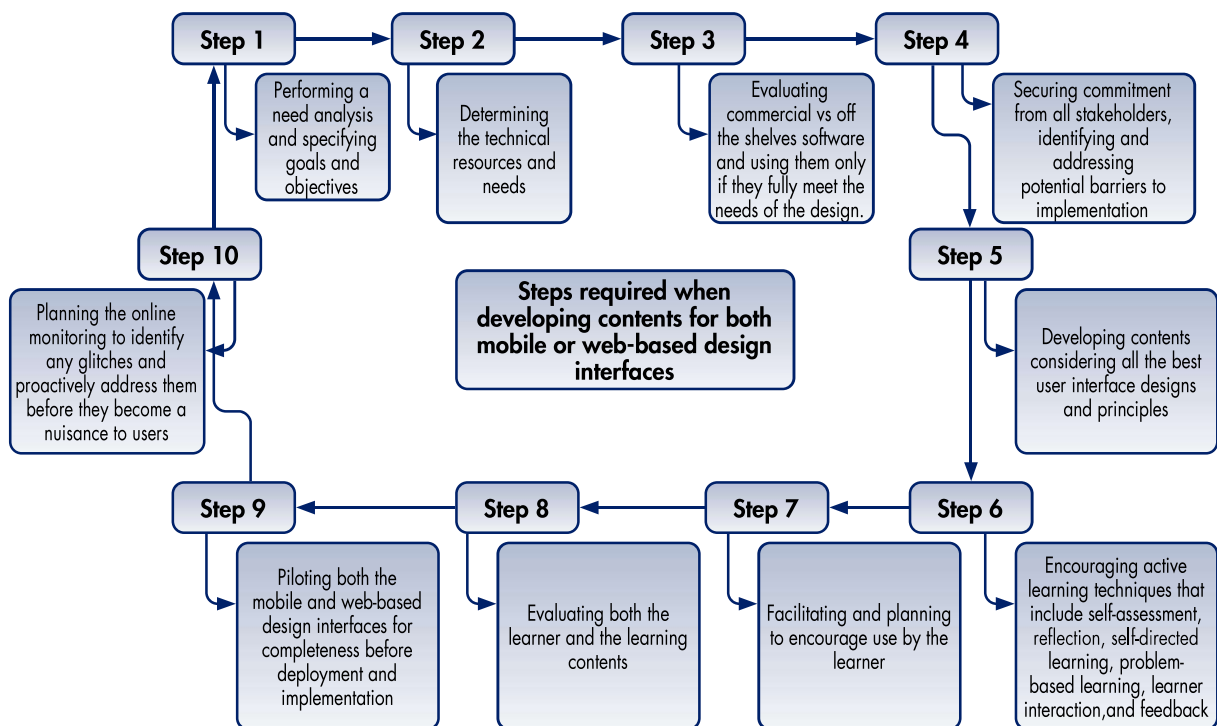 Step 1
Performing a
need analysis
and specifying
goals and
objectives
Step 2
Determining
the technical
resources and
needs
Step 3
Evaluating
commercial vs off
the shelves software
and using them only
if they fully meet the
needs of the design.
Step 4
Securing commitment
from all stakeholders,
identifying and
addressing
potential barriers to
implementation
Step 5
Developing contents
considering all the best
user interface designs
and principles
Step 6
Encouraging active
learning techniques that
include self-assessment,
reflection, self-directed
learning, problem-
based learning, learner
interaction,and feedback
Step 7
Facilitating and planning
to encourage use by the
learner
Step 8
Evaluating both the
learner and the learning
contents
Step 9
Piloting both the
mobile and web-based
design interfaces for
completeness before
deployment and
implementation
Step 10
Planning the online
monitoring to identify
any glitches and
proactively address them
before they become a
nuisance to users
Steps required when
developing contents for both
mobile or web-based design
interfaces